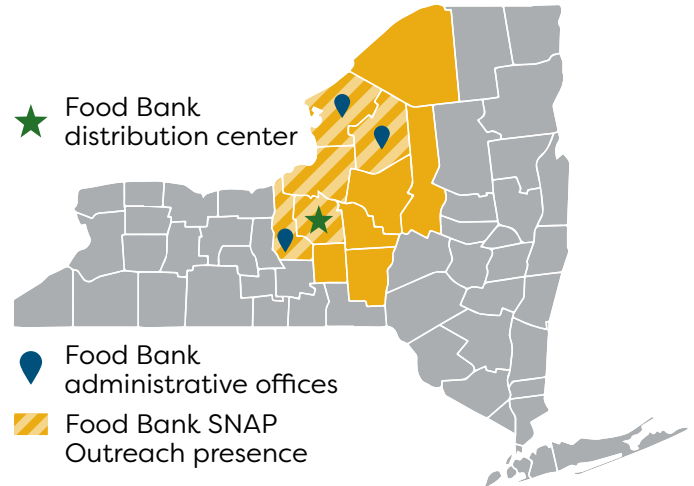 Food Bank
distribution center
Food Bank
administrative offices
Food Bank SNAP
Outreach presence